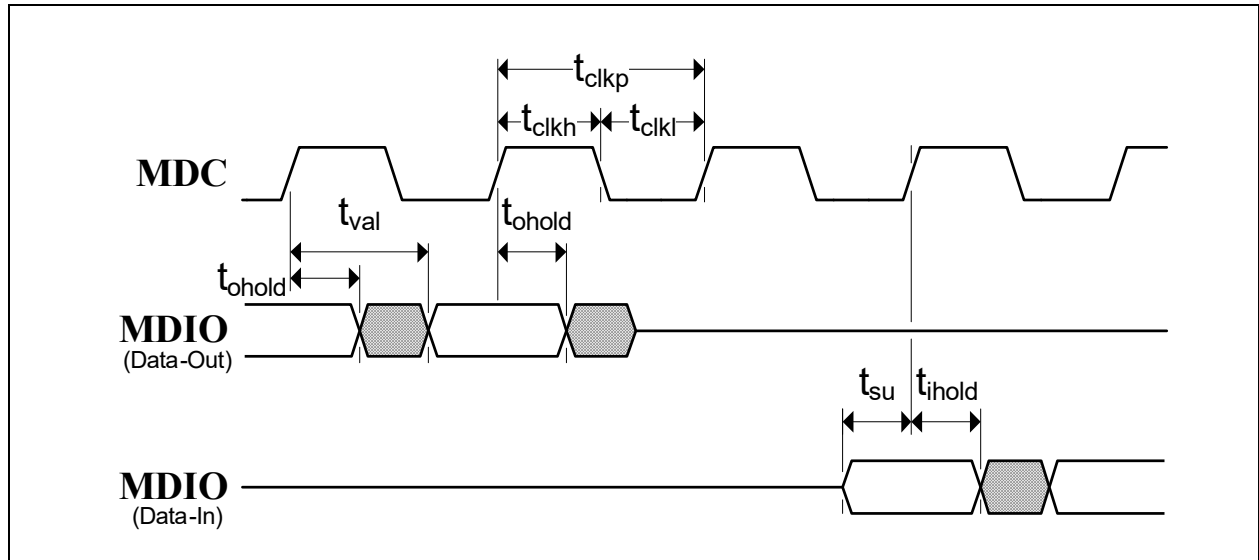 tclkp
tclkh tclkl
MDC
tval tohold
tohold
MDIO
(Data-Out)
tsu tihold
MDIO
(Data-In)